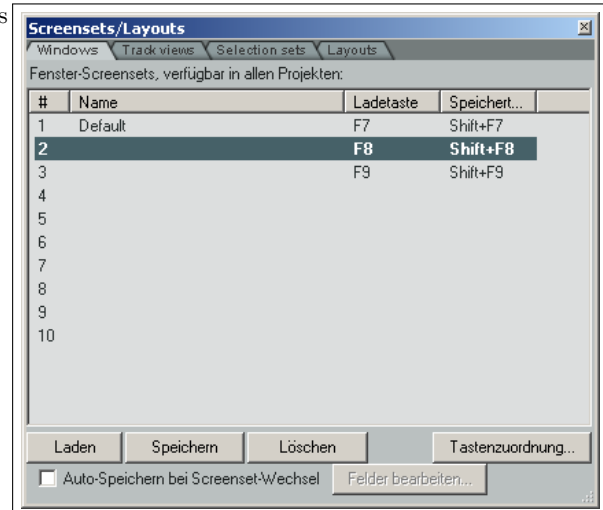 s
Screensets/Layouts
Windows Track views Selection sets Layouts
Fenster-Screensets, verfügbar in allen Projekten:
# Name Ladetaste Speichert...
1 Default F7 Shift+F7
2 F8 Shift+F8
3 F9 Shift+F9
4
5
6
7
8
9
10
Laden Speichern Löschen Tastenzuordnung...
Auto-Speichern bei Screenset-Wechsel Felder bearbeiten...